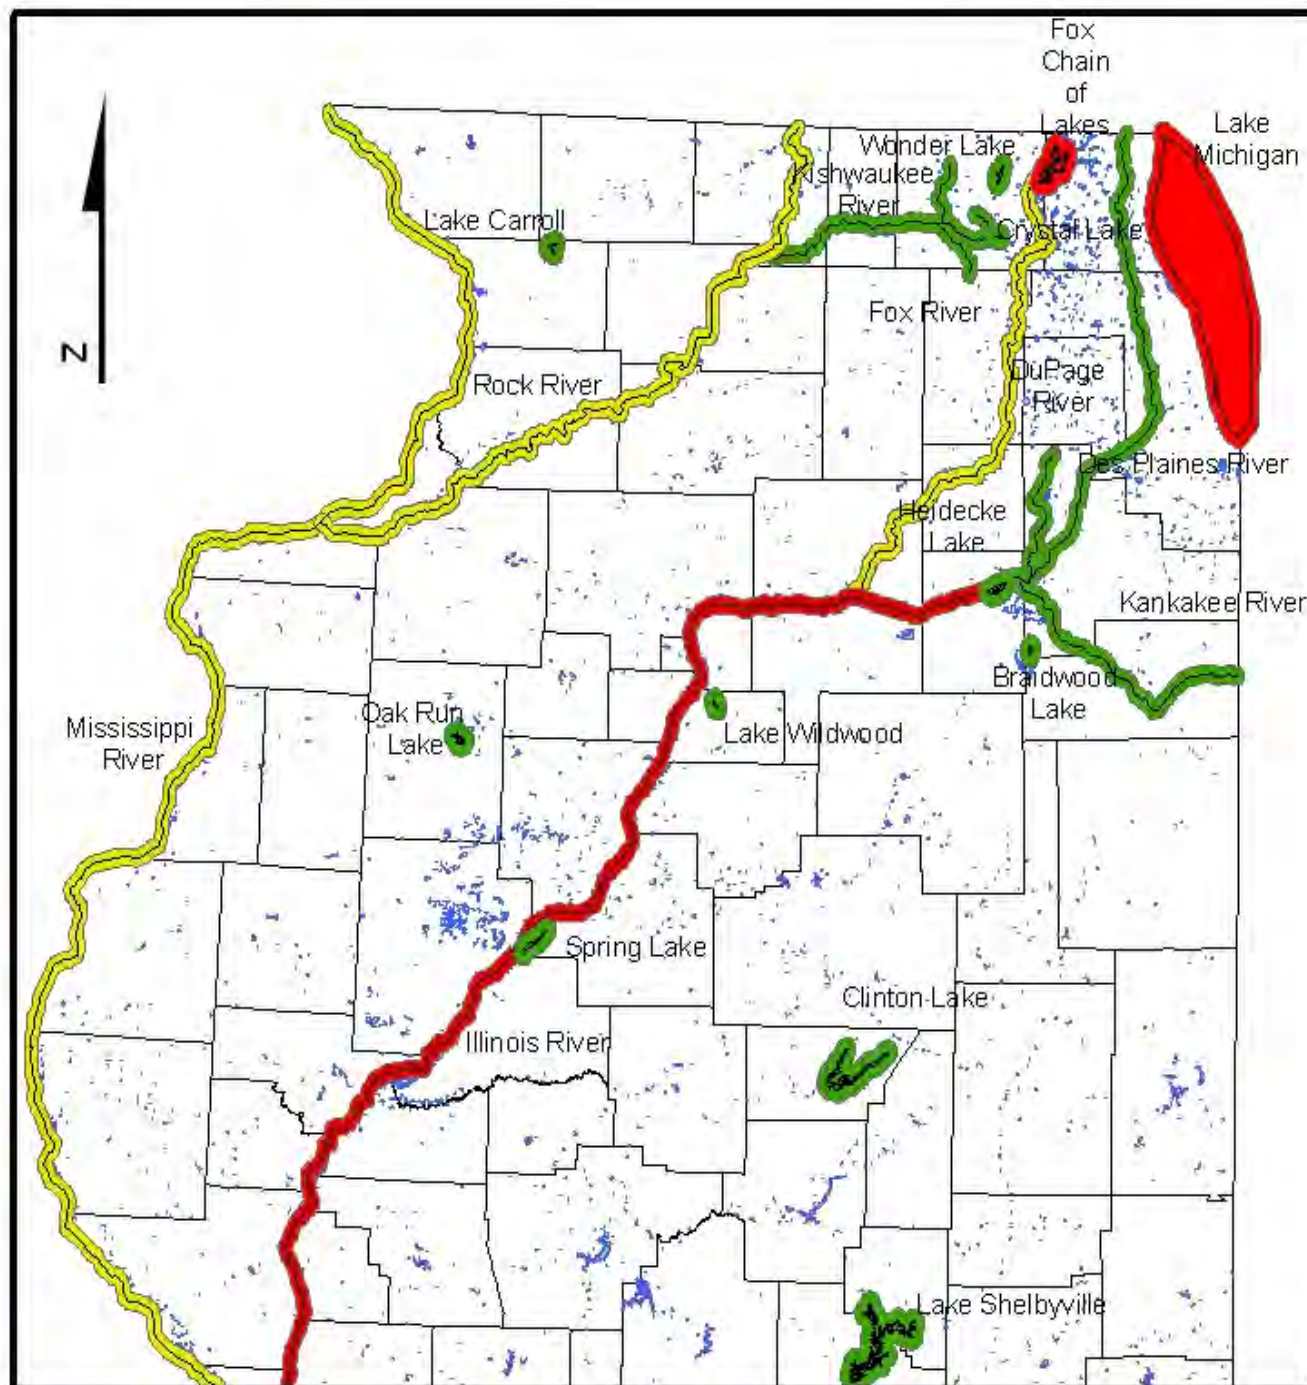 Fox
Chain
of
Lakes
Lake
Michigan
Wonder Lake
Kishwaukee
River
Lake Carroll
Crystal Lake
Fox River
N
Rock River
DuPage
River
Des Plaines River
Heidecke
Lake
Kankakee River
Braidwood
Lake
Oak Run
Lake
Mississippi
River
Lake Wildwood
Spring Lake
Clinton Lake
Illinois River
Lake Shelbyville